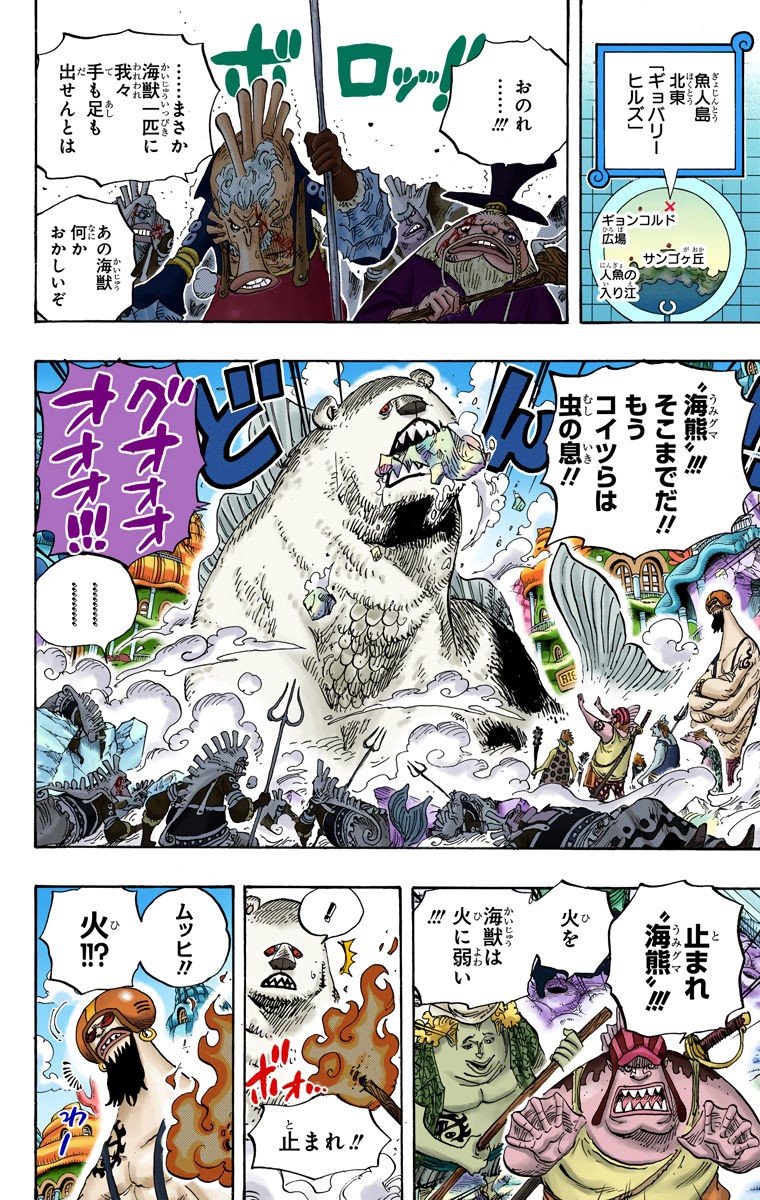 魚人島
北東
「ギョバリー
ヒルズ」
ギョンコルド
広場
サンゴヶ丘
人魚の
入り江
おのれ
……!!!
ボロッ!!
……まさか
海獣一匹に
我々
手も足も
出せんとは
あの海獣
何か
おかしいぞ
〝海熊〟!!!
そこまでだ!!
もう
コイツらは
虫の息!!
どん!!
グオオオ
オオオオ!!!
…………
…………
止まれ
〝海熊〟!!!
火を
海獣は
火に弱い
!!!
!
ボオ…
止まれ!!
ムッヒ!!
火
!!?
うわー